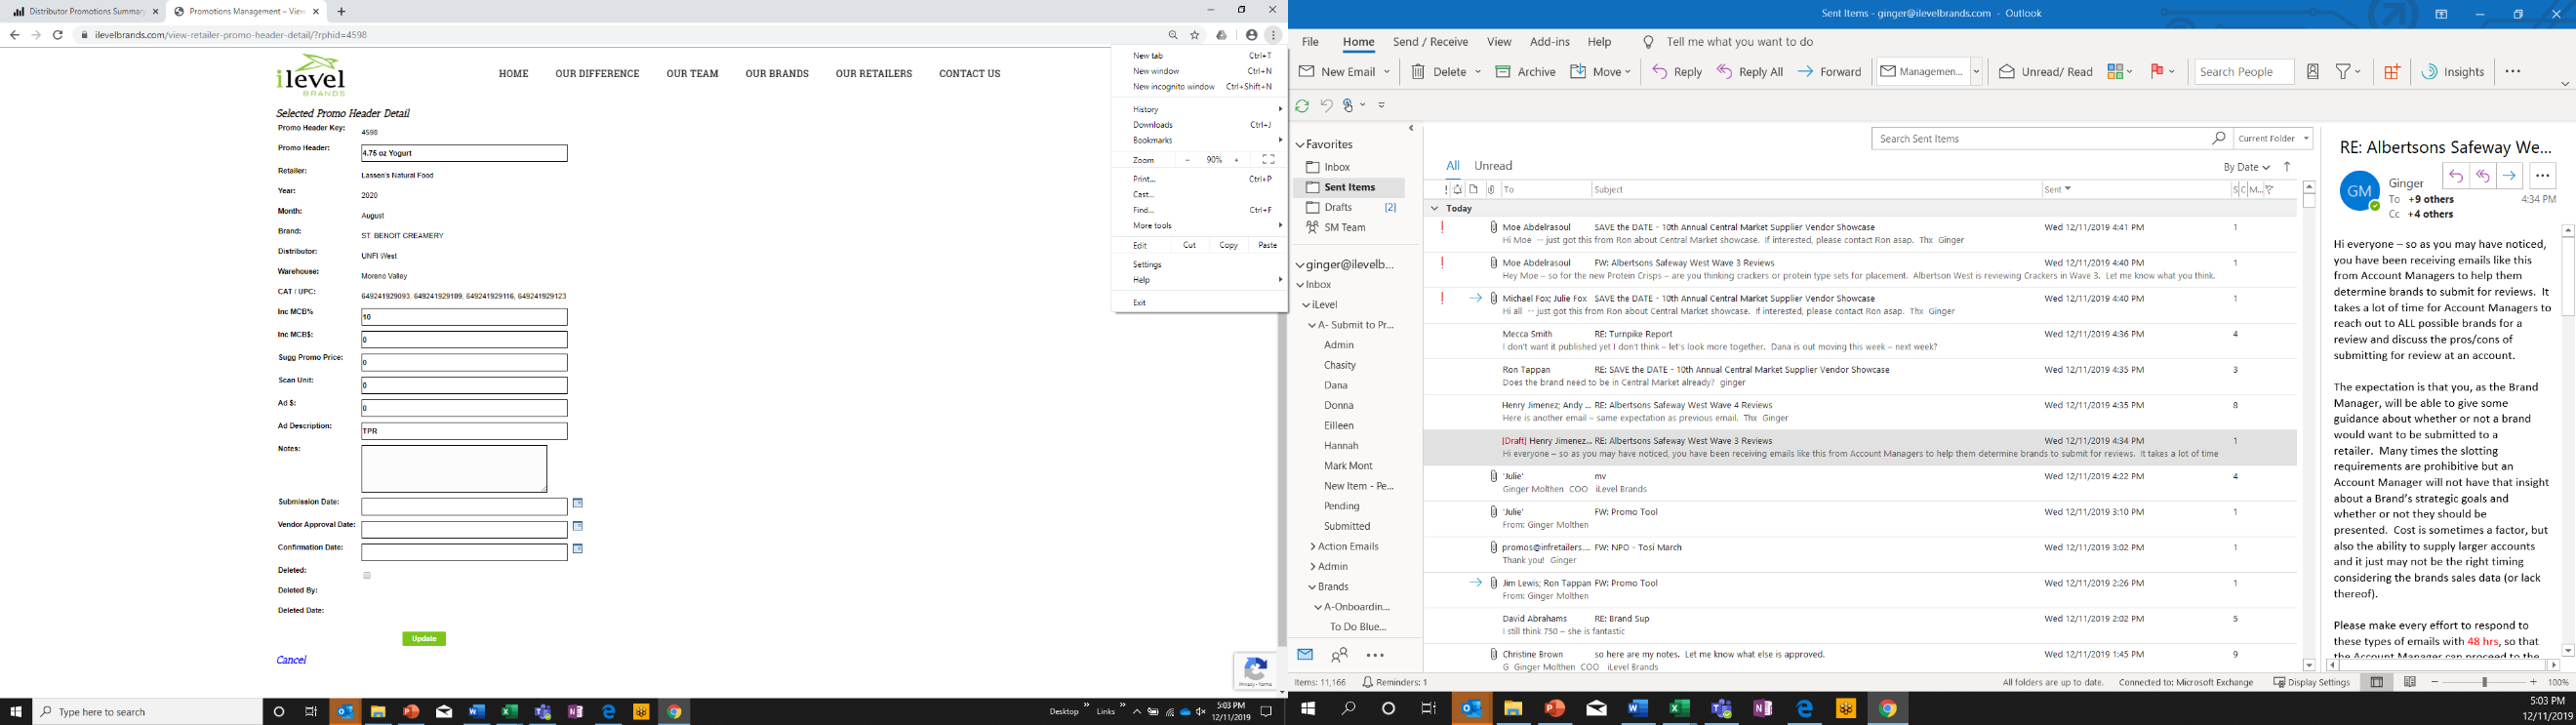 Distributor Promotions Summary
Promotions Management – View
ilevelbrands.com/view-retailer-promo-header-detail/?rphid=4598
ilevel
BRANDS
HOME OUR DIFFERENCE OUR TEAM OUR BRANDS OUR RETAILERS CONTACT US
Selected Promo Header Detail
Promo Header Key: 4598
Promo Header: 4.75 oz Yogurt
Retailer: Lassen's Natural Food
Year: 2020
Month: August
Brand: ST. BENOIT CREAMERY
Distributor: UNFI West
Warehouse: Moreno Valley
CAT / UPC: 649241929093, 649241929109, 649241929116, 649241929123
Inc MCB% 10
Inc MCB$: 0
Sugg Promo Price: 0
Scan Unit: 0
Ad $: 0
Ad Description: TPR
Notes:
Submission Date:
Vendor Approval Date:
Confirmation Date:
Deleted:
Deleted By:
Deleted Date:
Update
Cancel
New tab Ctrl+T
New window Ctrl+N
New incognito window Ctrl+Shift+N
History
Downloads Ctrl+J
Bookmarks
Zoom - 90% +
Print... Ctrl+P
Cast...
Find... Ctrl+F
More tools
Edit Cut Copy Paste
Settings
Help
Exit
Privacy - Terms
Type here to search
Desktop Links
5:03 PM
12/11/2019
Sent Items - ginger@ilevelbrands.com - Outlook
File Home Send / Receive View Add-ins Help Tell me what you want to do
New Email Delete Archive Move Reply Reply All Forward Managemen... Unread/ Read Search People Insights
Favorites
Inbox
Sent Items
Drafts [2]
SM Team
ginger@ilevelb...
Inbox
iLevel
A- Submit to Pr...
Admin
Chasity
Dana
Donna
Eilleen
Hannah
Mark Mont
New Item - Pe...
Pending
Submitted
Action Emails
Admin
Brands
A-Onboardin...
To Do Blue...
Search Sent Items Current Folder
All Unread By Date
To Subject Sent S C M...
Today
Moe Abdelrasoul SAVE the DATE - 10th Annual Central Market Supplier Vendor Showcase Wed 12/11/2019 4:41 PM 1
Hi Moe -- just got this from Ron about Central Market showcase. If interested, please contact Ron asap. Thx Ginger
Moe Abdelrasoul FW: Albertsons Safeway West Wave 3 Reviews Wed 12/11/2019 4:40 PM 1
Hey Moe – so for the new Protein Crisps – are you thinking crackers or protein type sets for placement. Albertson West is reviewing Crackers in Wave 3. Let me know what you think.
Michael Fox; Julie Fox SAVE the DATE - 10th Annual Central Market Supplier Vendor Showcase Wed 12/11/2019 4:40 PM 1
Hi all -- just got this from Ron about Central Market showcase. If interested, please contact Ron asap. Thx Ginger
Mecca Smith RE: Turnpike Report Wed 12/11/2019 4:36 PM 4
I don't want it published yet I don't think – let's look more together. Dana is out moving this week – next week?
Ron Tappan RE: SAVE the DATE - 10th Annual Central Market Supplier Vendor Showcase Wed 12/11/2019 4:35 PM 3
Does the brand need to be in Central Market already? ginger
Henry Jimenez; Andy ... RE: Albertsons Safeway West Wave 4 Reviews Wed 12/11/2019 4:35 PM 8
Here is another email – same expectation as previous email. Thx Ginger
[Draft] Henry Jimenez... RE: Albertsons Safeway West Wave 3 Reviews Wed 12/11/2019 4:34 PM 1
Hi everyone – so as you may have noticed, you have been receiving emails like this from Account Managers to help them determine brands to submit for reviews. It takes a lot of time
'Julie' mv Wed 12/11/2019 4:22 PM 4
Ginger Molthen COO iLevel Brands
'Julie' FW: Promo Tool Wed 12/11/2019 3:10 PM 1
From: Ginger Molthen
promos@infretailers.... FW: NPO - Tosi March Wed 12/11/2019 3:02 PM 1
Thank you! Ginger
Jim Lewis; Ron Tappan FW: Promo Tool Wed 12/11/2019 2:26 PM 1
From: Ginger Molthen
David Abrahams RE: Brand Sup Wed 12/11/2019 2:02 PM 5
I still think 750 – she is fantastic
Christine Brown so here are my notes. Let me know what else is approved. Wed 12/11/2019 1:45 PM 9
G Ginger Molthen COO iLevel Brands
RE: Albertsons Safeway We...
GM
Ginger
To +9 others 4:34 PM
Cc +4 others
Hi everyone – so as you may have noticed,
you have been receiving emails like this
from Account Managers to help them
determine brands to submit for reviews. It
takes a lot of time for Account Managers to
reach out to ALL possible brands for a
review and discuss the pros/cons of
submitting for review at an account.
The expectation is that you, as the Brand
Manager, will be able to give some
guidance about whether or not a brand
would want to be submitted to a
retailer. Many times the slotting
requirements are prohibitive but an
Account Manager will not have that insight
about a Brand's strategic goals and
whether or not they should be
presented. Cost is sometimes a factor, but
also the ability to supply larger accounts
and it just may not be the right timing
considering the brands sales data (or lack
thereof).
Please make every effort to respond to
these types of emails with 48 hrs, so that
the Account Manager can proceed to the
Items: 11,166 Reminders: 1 All folders are up to date. Connected to: Microsoft Exchange Display Settings 100%
5:03 PM
12/11/2019